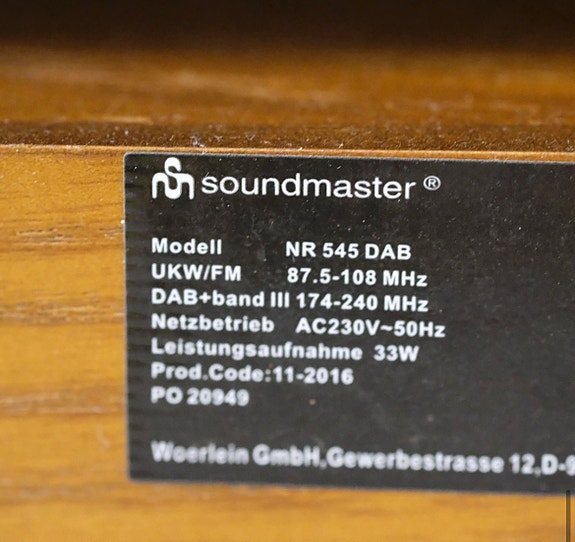 soundmaster ®
Modell NR 545 DAB
UKW/FM 87.5-108 MHz
DAB+band III 174-240 MHz
Netzbetrieb AC230V~50Hz
Leistungsaufnahme 33W
Prod.Code:11-2016
PO 20949
Woerlein GmbH,Gewerbestrasse 12,D-9